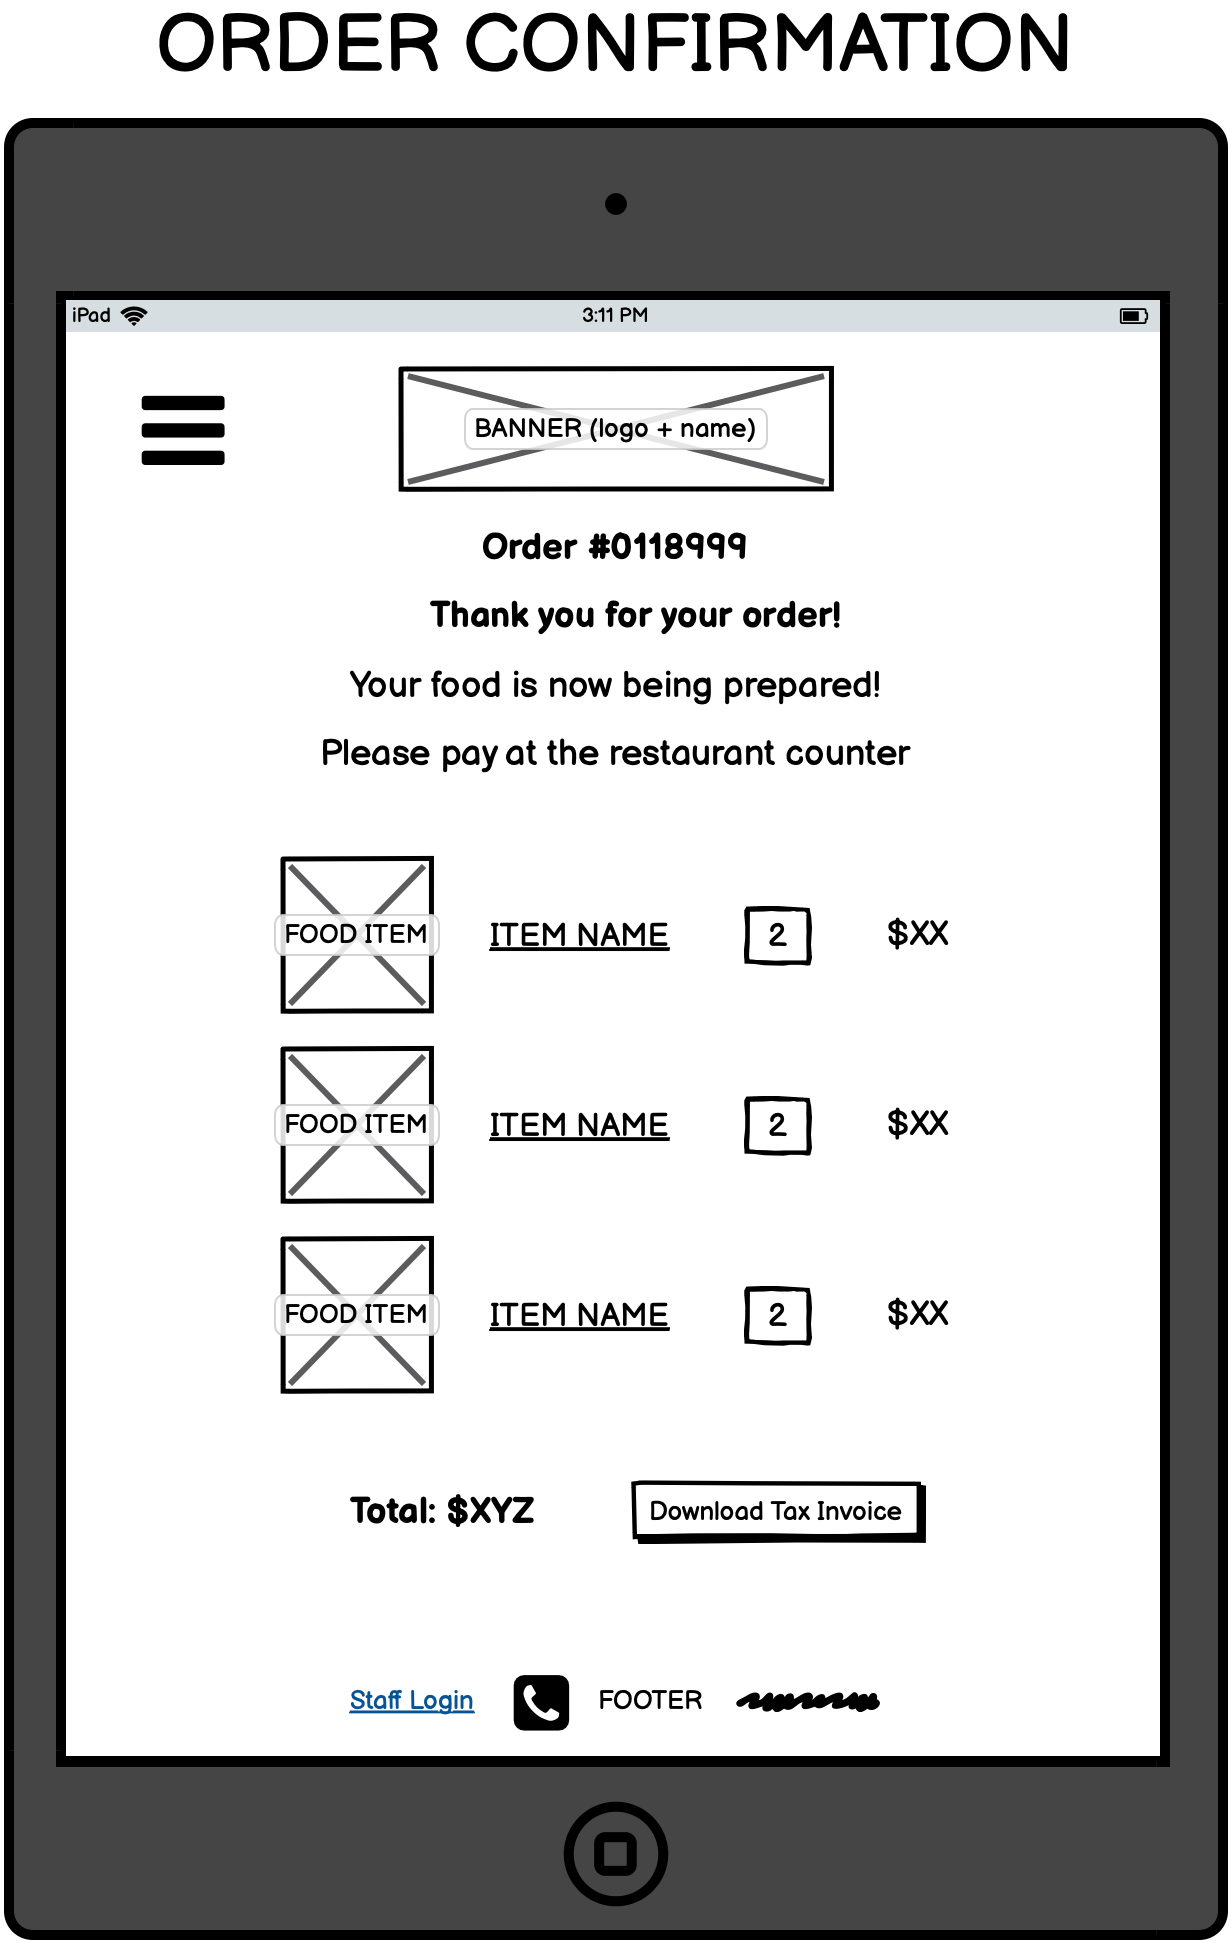 ORDER CONFIRMATION
iPad 3:11 PM
BANNER (logo + name)
Order #0118999
Thank you for your order!
Your food is now being prepared!
Please pay at the restaurant counter
FOOD ITEM ITEM NAME 2 $XX
FOOD ITEM ITEM NAME 2 $XX
FOOD ITEM ITEM NAME 2 $XX
Total: $XYZ Download Tax Invoice
Staff Login FOOTER